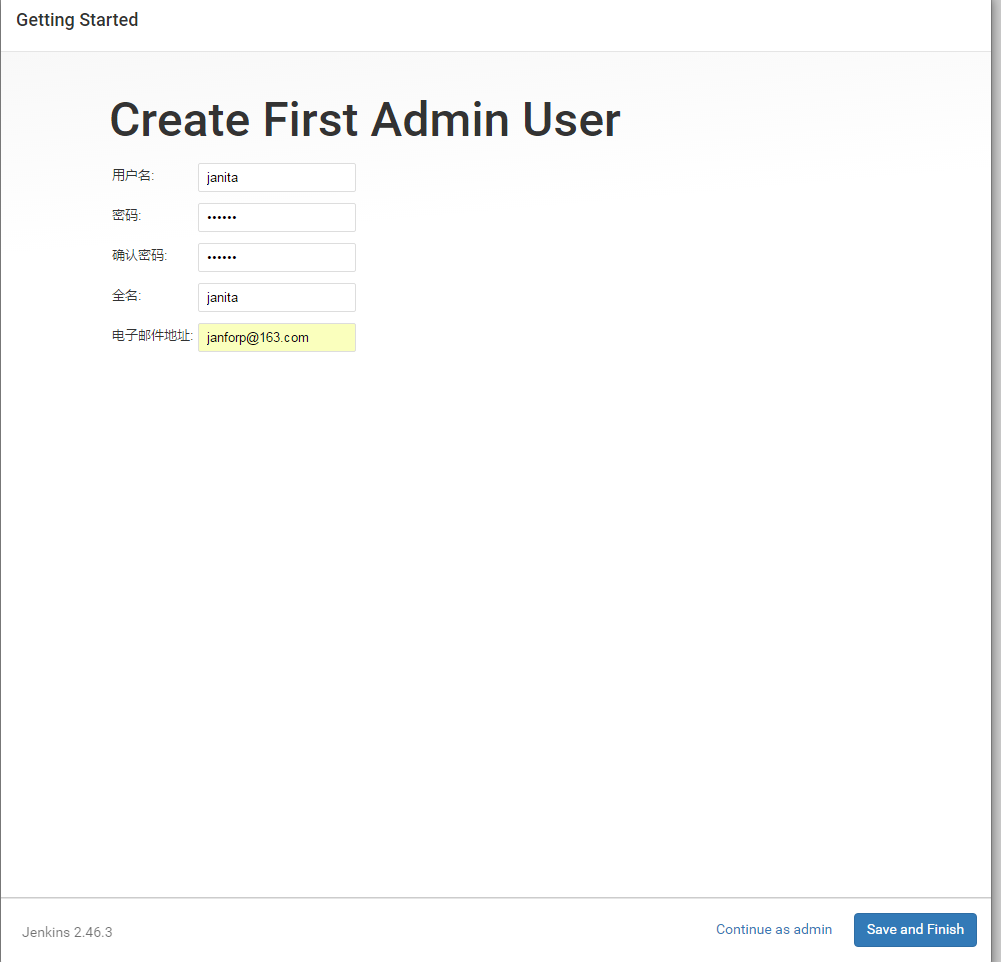 Getting Started
Create First Admin User
用户名: janita
密码: ••••••
确认密码: ••••••
全名: janita
电子邮件地址: janforp@163.com
Jenkins 2.46.3 Continue as admin Save and Finish